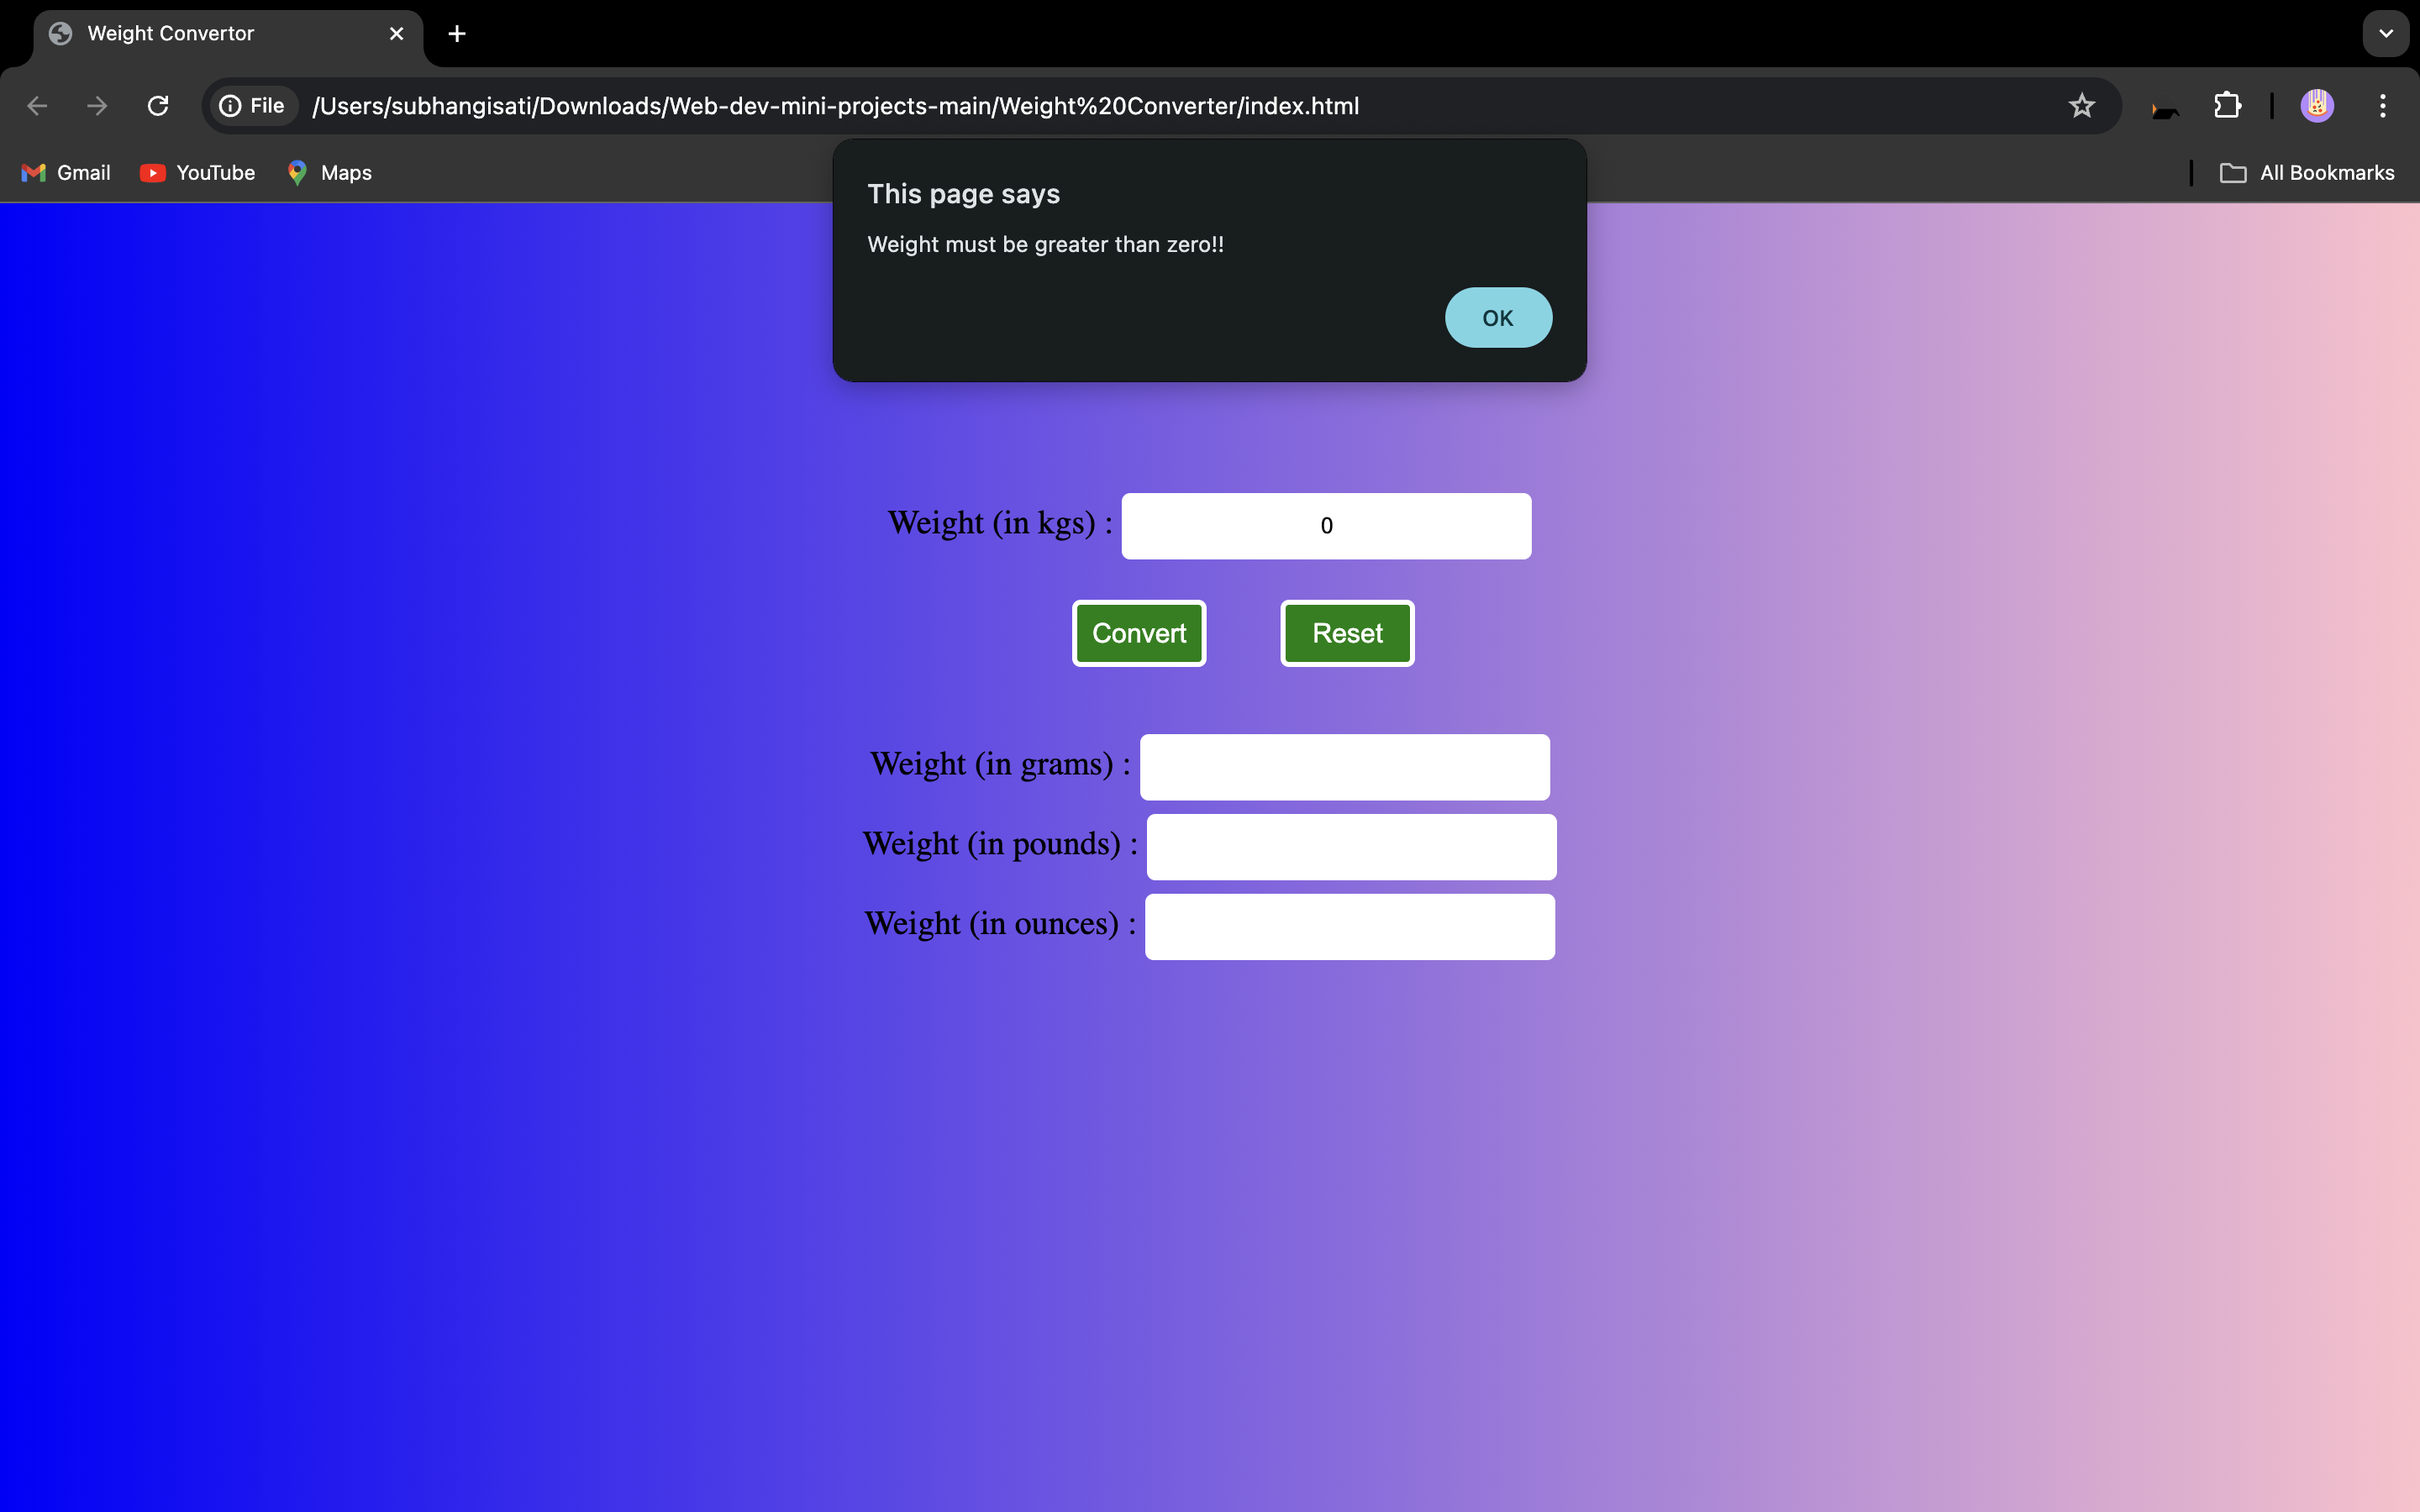 Weight Convertor
File /Users/subhangisati/Downloads/Web-dev-mini-projects-main/Weight%20Converter/index.html
Gmail YouTube Maps All Bookmarks
This page says
Weight must be greater than zero!!
OK
Weight (in kgs) : 0
Convert Reset
Weight (in grams) :
Weight (in pounds) :
Weight (in ounces) :